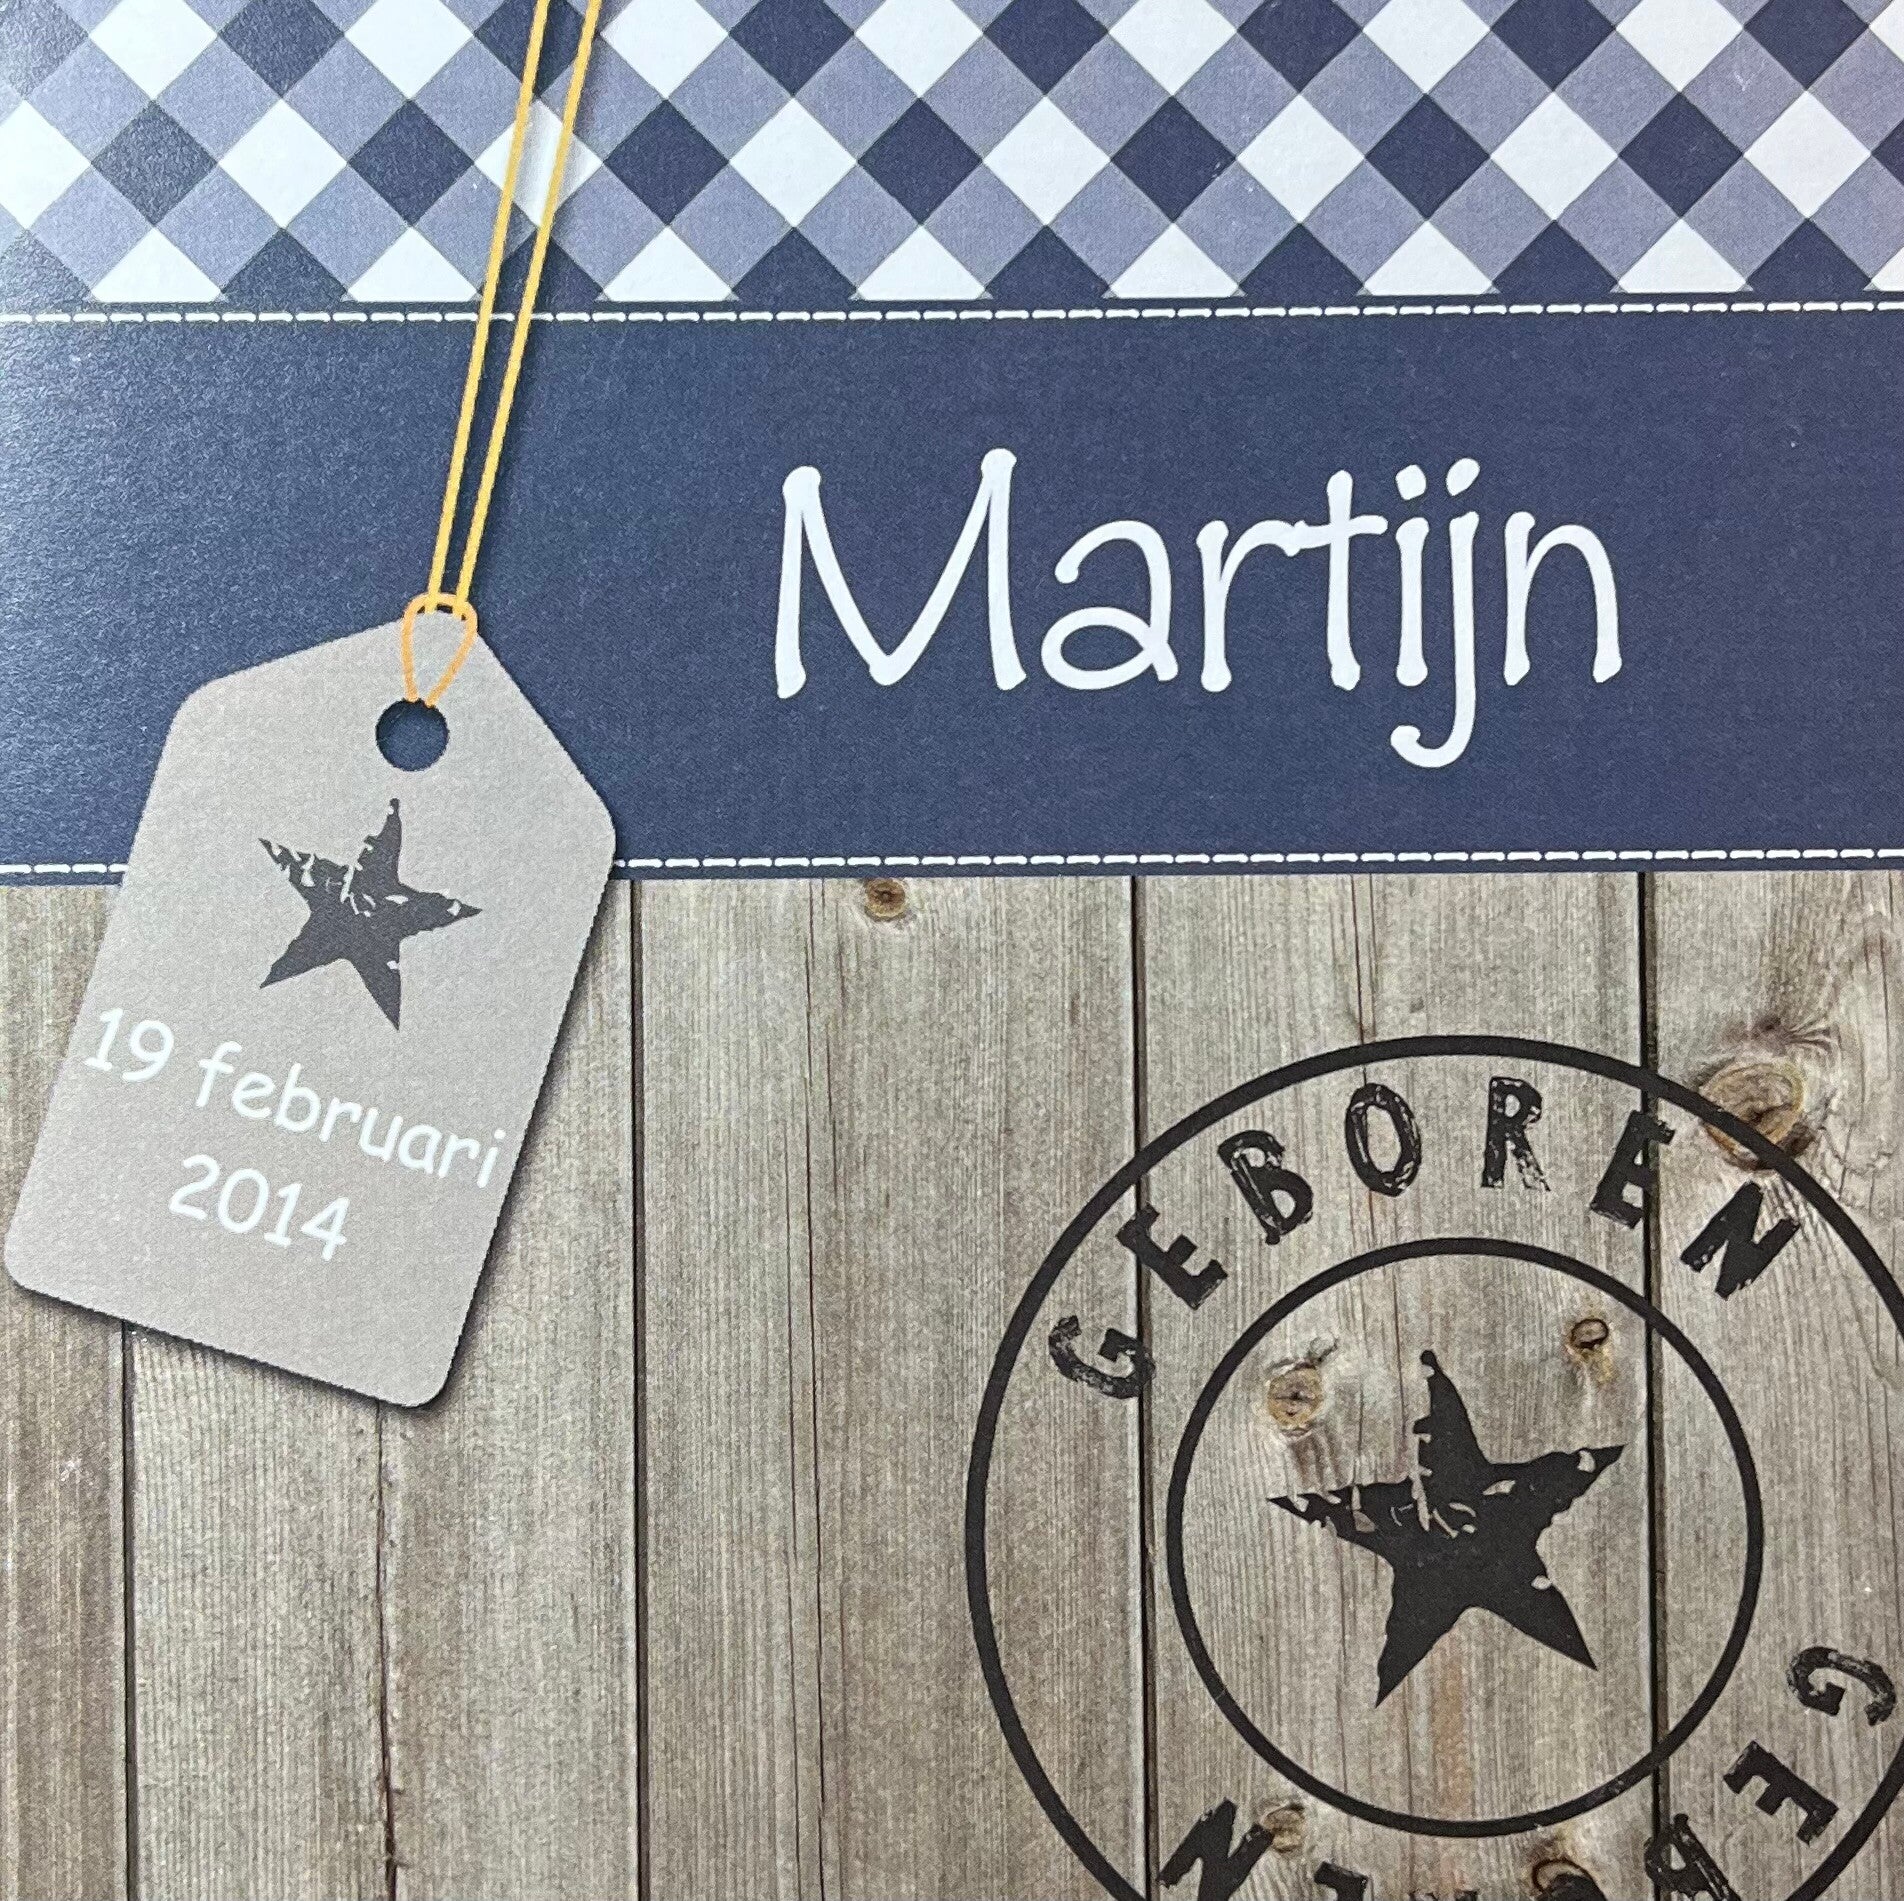 Martijn
19 februari
2014
GEBOREN
GEBOREN